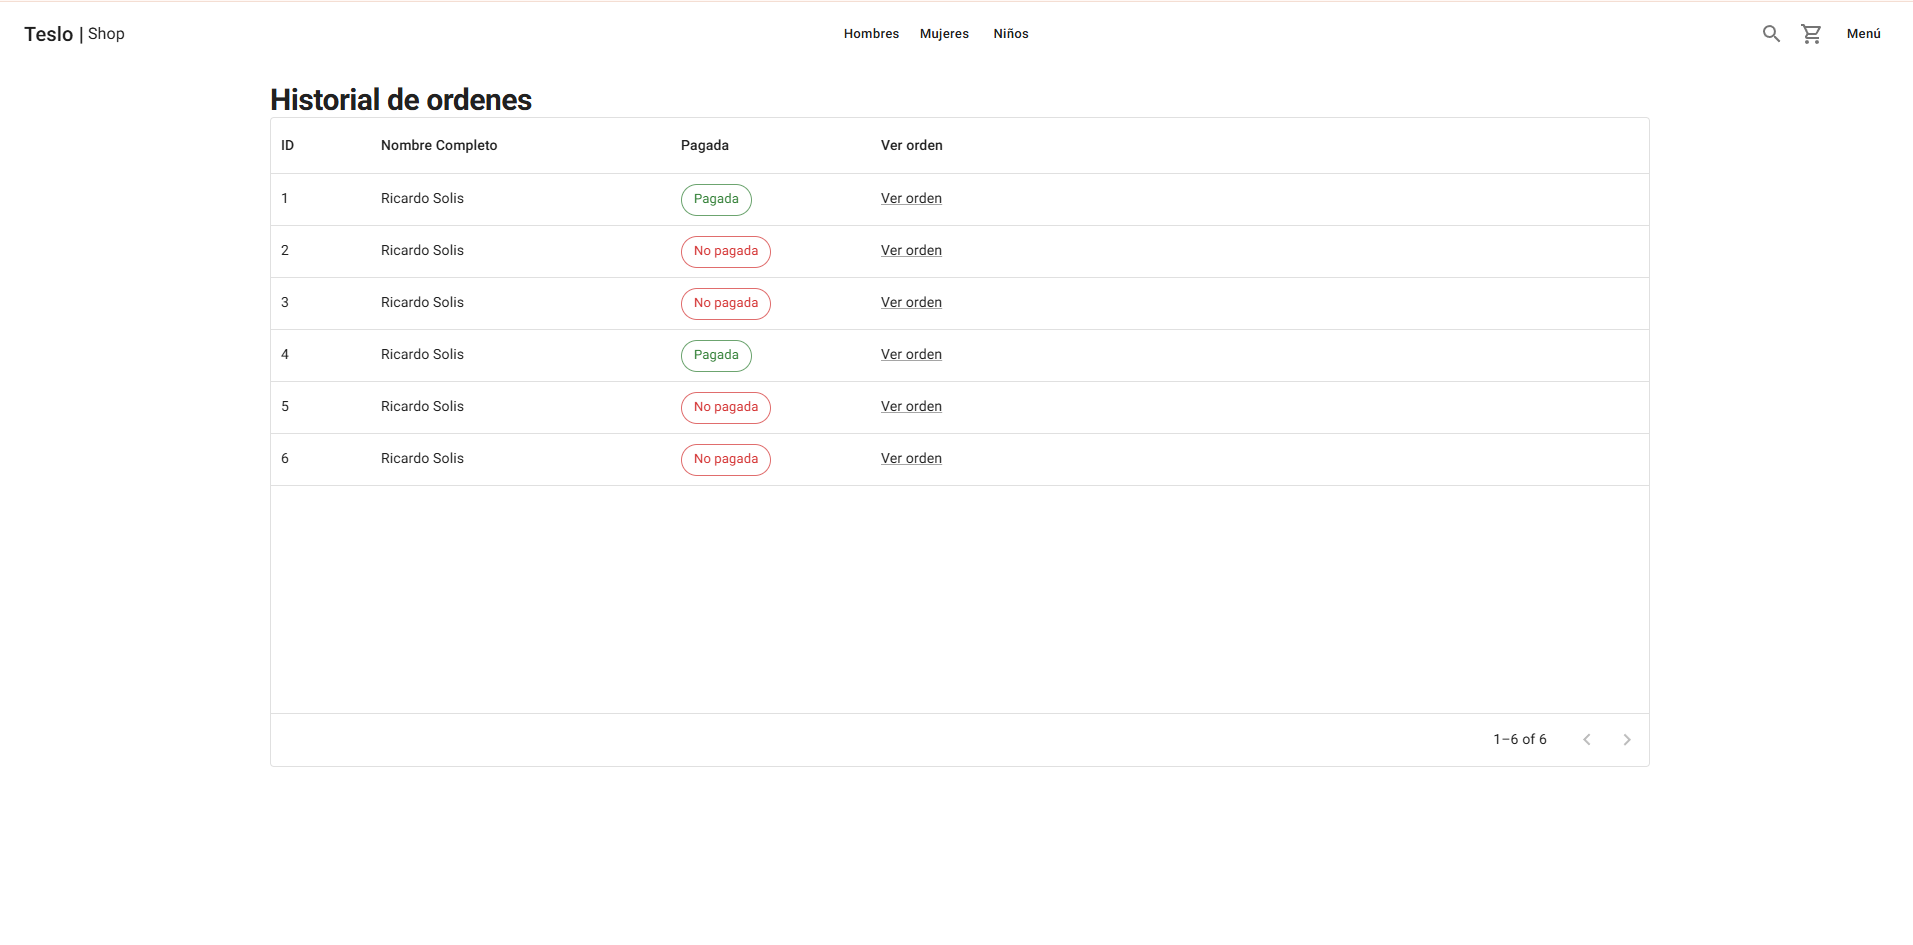 Teslo | Shop Hombres Mujeres Niños Menú
Historial de ordenes
ID Nombre Completo Pagada Ver orden
1 Ricardo Solis Pagada Ver orden
2 Ricardo Solis No pagada Ver orden
3 Ricardo Solis No pagada Ver orden
4 Ricardo Solis Pagada Ver orden
5 Ricardo Solis No pagada Ver orden
6 Ricardo Solis No pagada Ver orden
1–6 of 6